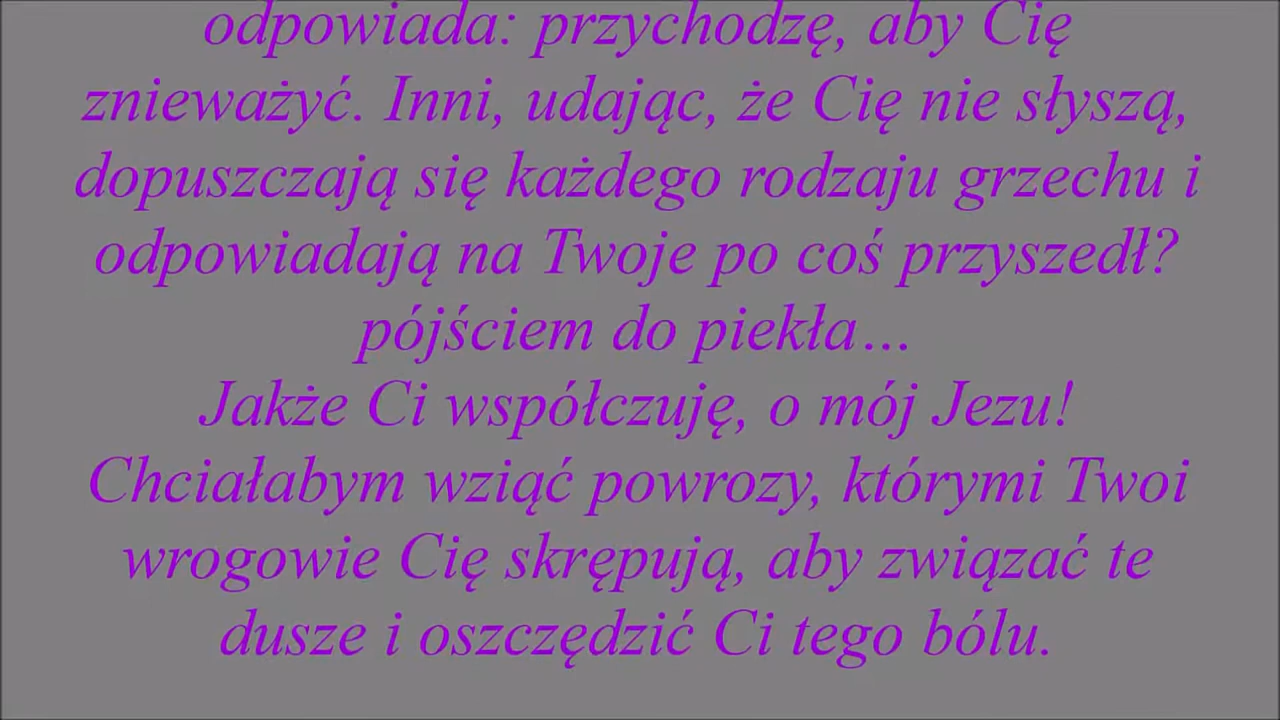 odpowiada: przychodzę, aby Cię
znieważyć. Inni, udając, że Cię nie słyszą,
dopuszczają się każdego rodzaju grzechu i
odpowiadają na Twoje po coś przyszedł?
pójściem do piekła…
Jakże Ci współczuję, o mój Jezu!
Chciałabym wziąć powrozy, którymi Twoi
wrogowie Cię skrępują, aby związać te
dusze i oszczędzić Ci tego bólu.